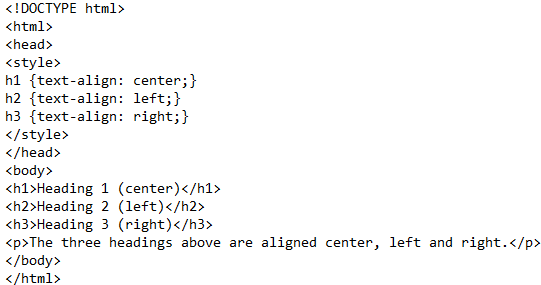 <!DOCTYPE html>
<html>
<head>
<style>
h1 {text-align: center;}
h2 {text-align: left;}
h3 {text-align: right;}
</style>
</head>
<body>
<h1>Heading 1 (center)</h1>
<h2>Heading 2 (left)</h2>
<h3>Heading 3 (right)</h3>
<p>The three headings above are aligned center, left and right.</p>
</body>
</html>